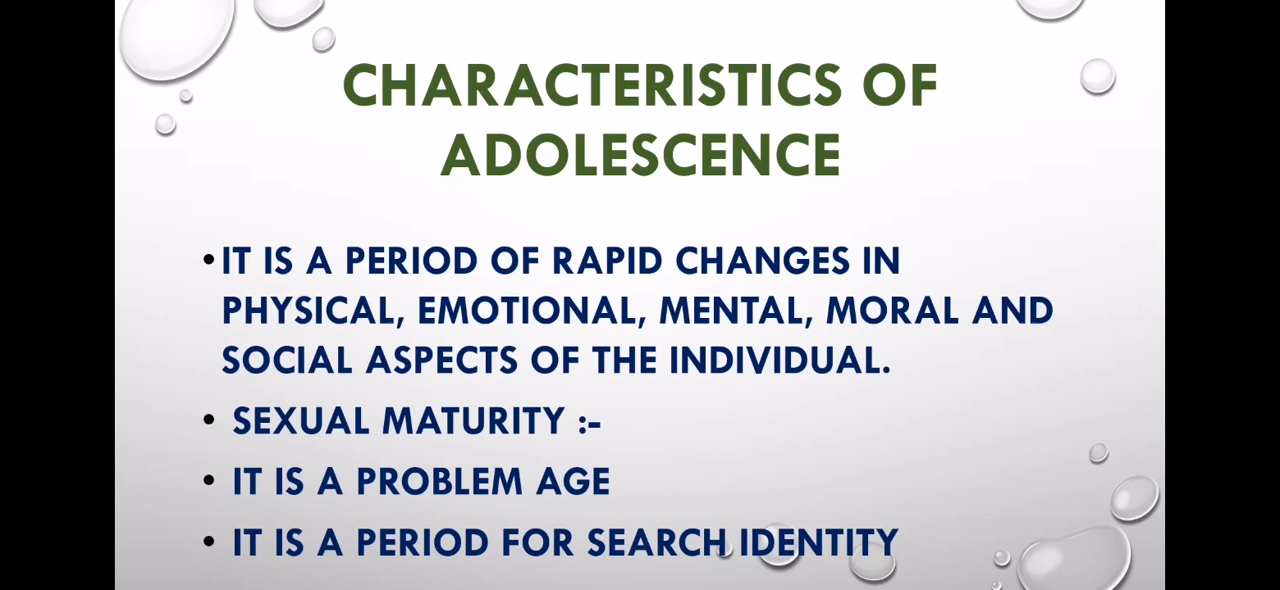 CHARACTERISTICS OF
ADOLESCENCE
• IT IS A PERIOD OF RAPID CHANGES IN
PHYSICAL, EMOTIONAL, MENTAL, MORAL AND
SOCIAL ASPECTS OF THE INDIVIDUAL.
• SEXUAL MATURITY :-
• IT IS A PROBLEM AGE
• IT IS A PERIOD FOR SEARCH IDENTITY